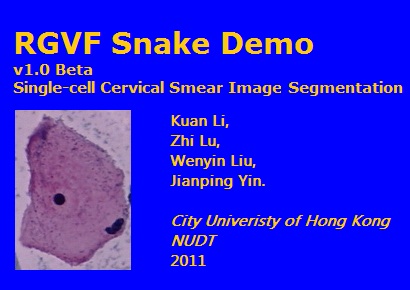 RGVF Snake Demo
v1.0 Beta
Single-cell Cervical Smear Image Segmentation
Kuan Li,
Zhi Lu,
Wenyin Liu,
Jianping Yin.
City Univeristy of Hong Kong
NUDT
2011